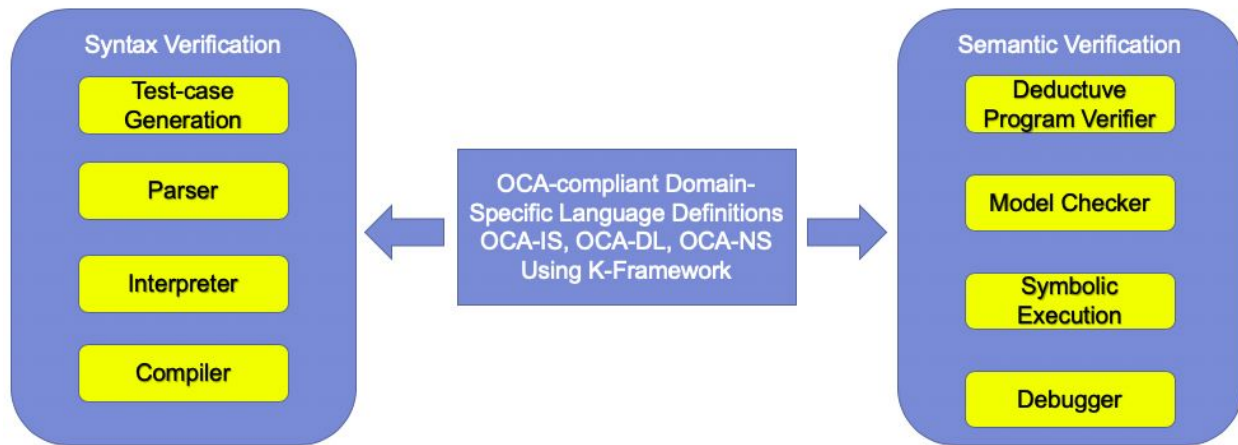 Syntax Verification
Test-case
Generation
Parser
Interpreter
Compiler
OCA-compliant Domain-
Specific Language Definitions
OCA-IS, OCA-DL, OCA-NS
Using K-Framework
Semantic Verification
Deductuve
Program Verifier
Model Checker
Symbolic
Execution
Debugger